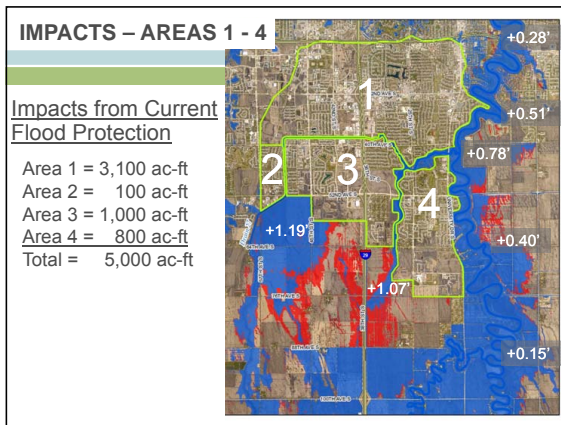 IMPACTS – AREAS 1 - 4
Impacts from Current
Flood Protection
Area 1 = 3,100 ac-ft
Area 2 = 100 ac-ft
Area 3 = 1,000 ac-ft
Area 4 = 800 ac-ft
Total = 5,000 ac-ft
+0.28’
1
+0.51’
+0.78’
2
3
4
+1.19’
+0.40’
+1.07’
+0.15’